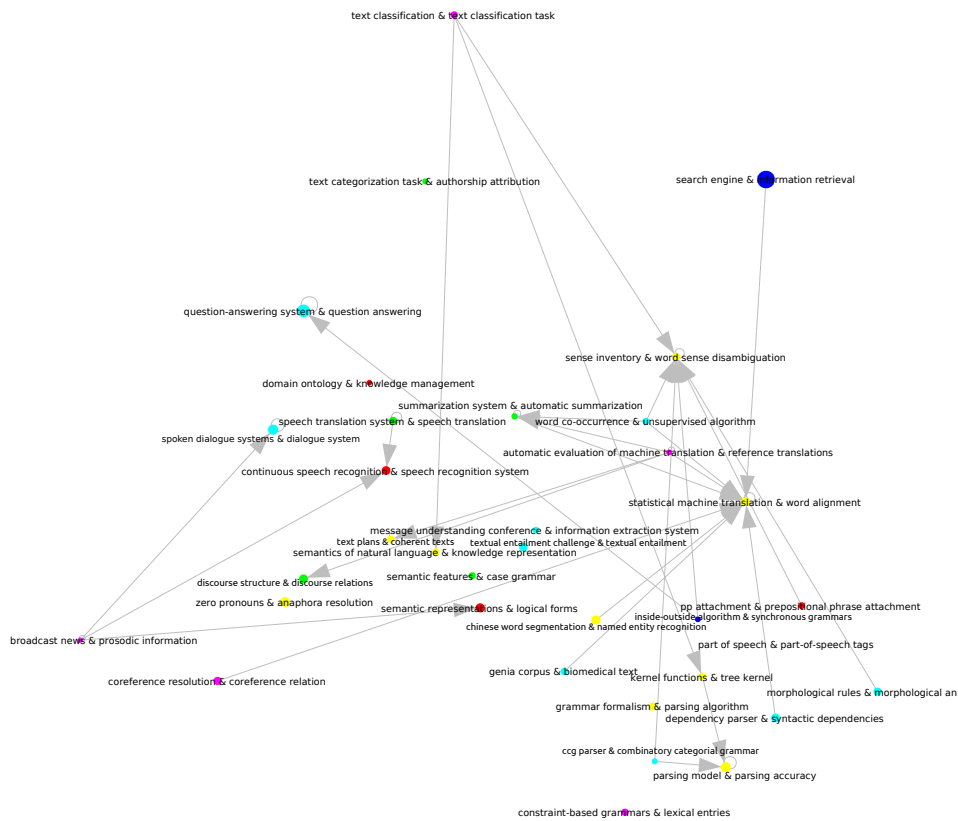 text classification & text classification task
text categorization task & authorship attribution
search engine & information retrieval
question-answering system & question answering
sense inventory & word sense disambiguation
domain ontology & knowledge management
summarization system & automatic summarization
speech translation system & speech translation
word co-occurrence & unsupervised algorithm
spoken dialogue systems & dialogue system
automatic evaluation of machine translation & reference translations
continuous speech recognition & speech recognition system
statistical machine translation & word alignment
message understanding conference & information extraction system
text plans & coherent texts
textual entailment challenge & textual entailment
semantics of natural language & knowledge representation
discourse structure & discourse relations
semantic features & case grammar
zero pronouns & anaphora resolution
semantic representations & logical forms
pp attachment & prepositional phrase attachment
inside-outside algorithm & synchronous grammars
chinese word segmentation & named entity recognition
broadcast news & prosodic information
part of speech & part-of-speech tags
genia corpus & biomedical text
kernel functions & tree kernel
coreference resolution & coreference relation
morphological rules & morphological an
grammar formalism & parsing algorithm
dependency parser & syntactic dependencies
ccg parser & combinatory categorial grammar
parsing model & parsing accuracy
constraint-based grammars & lexical entries